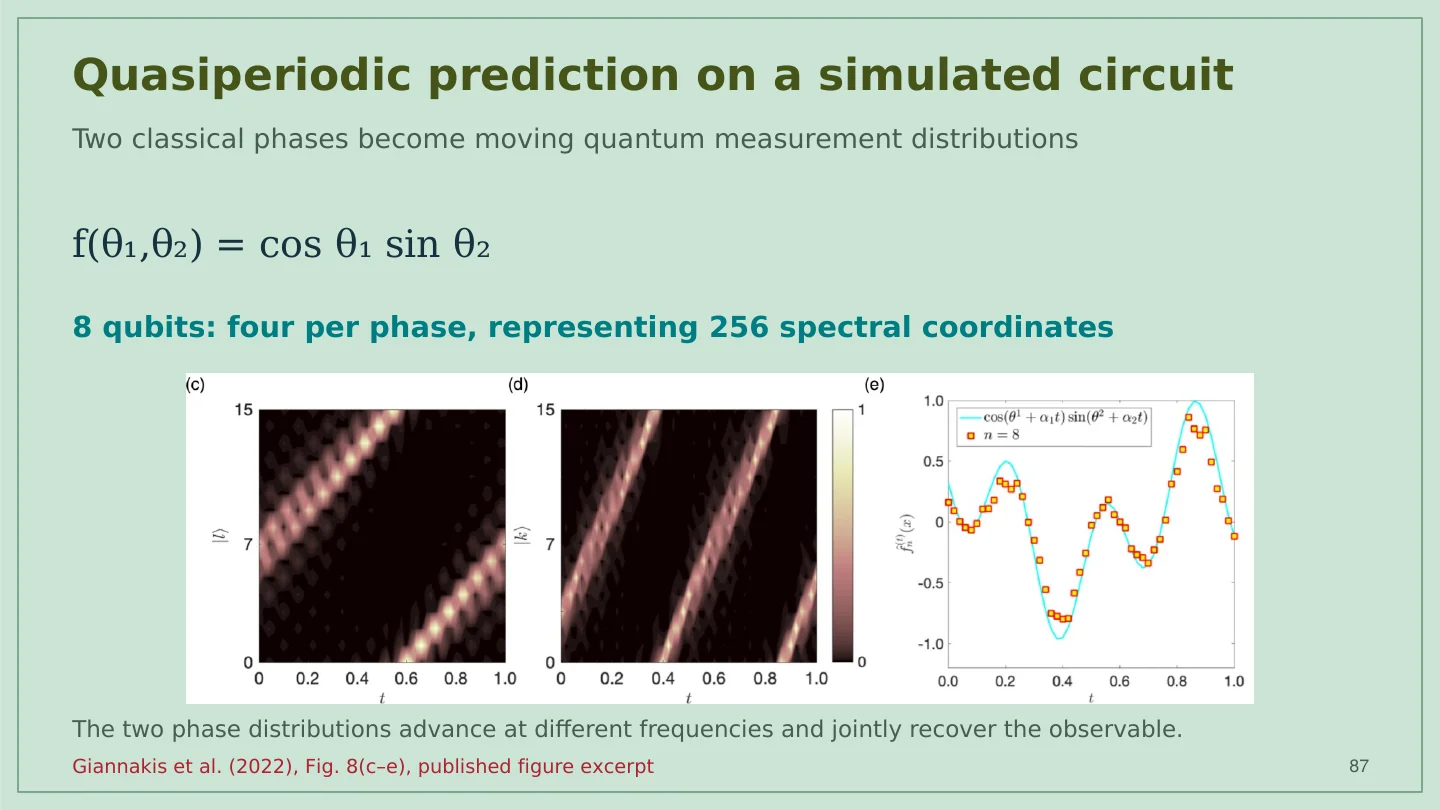 Quasiperiodic prediction on a simulated circuit
Two classical phases become moving quantum measurement distributions
f(θ₁,θ₂) = cos θ₁ sin θ₂
8 qubits: four per phase, representing 256 spectral coordinates
(c)
15
7
0
|l⟩
0 0.2 0.4 0.6 0.8 1.0
t
(d)
15
7
0
|k⟩
0 0.2 0.4 0.6 0.8 1.0
t
1
0
(e)
1.0
0.5
0
-0.5
-1.0
f̂ₙ⁽ᵗ⁾(x)
cos(θ¹ + α₁t) sin(θ² + α₂t)
n = 8
0.0 0.2 0.4 0.6 0.8 1.0
t
The two phase distributions advance at different frequencies and jointly recover the observable.
Giannakis et al. (2022), Fig. 8(c–e), published figure excerpt
87